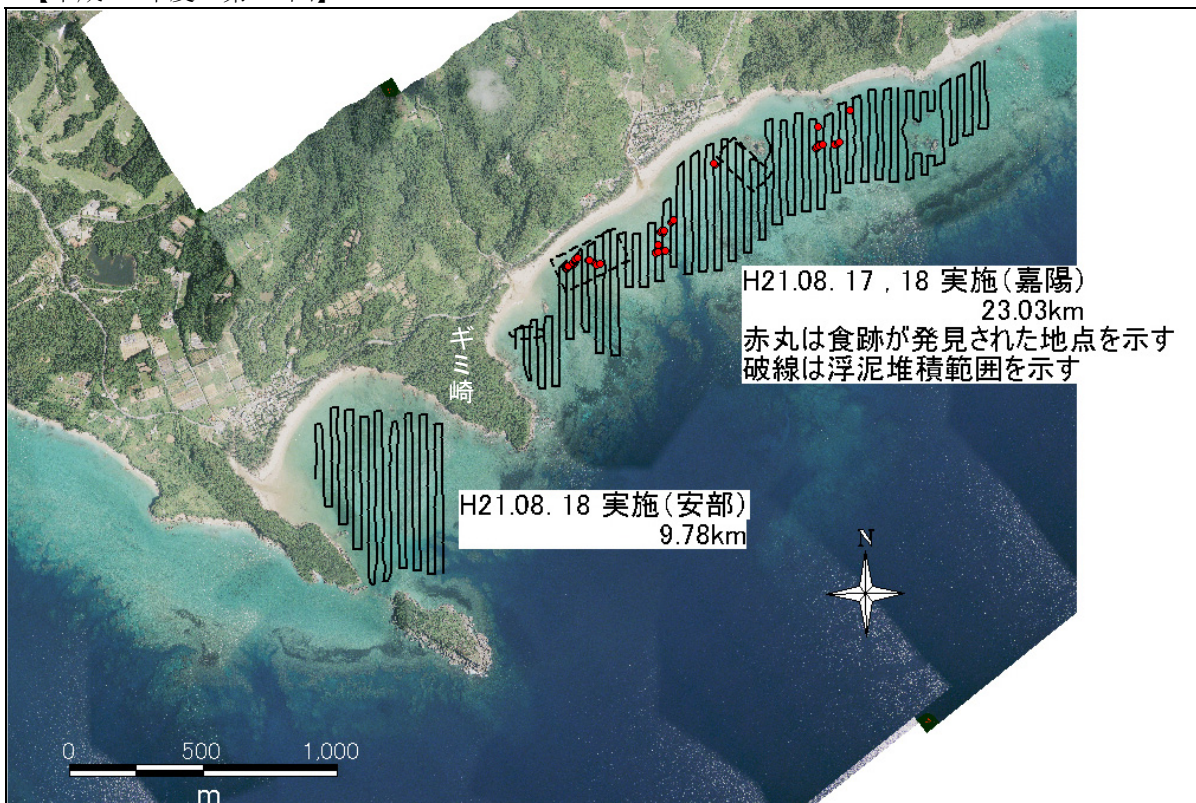 H21.08.17,18 実施(嘉陽)
23.03km
赤丸は食跡が発見された地点を示す
破線は浮泥堆積範囲を示す
ギミ崎
H21.08.18 実施(安部)
9.78km
N
0 500 1,000
m